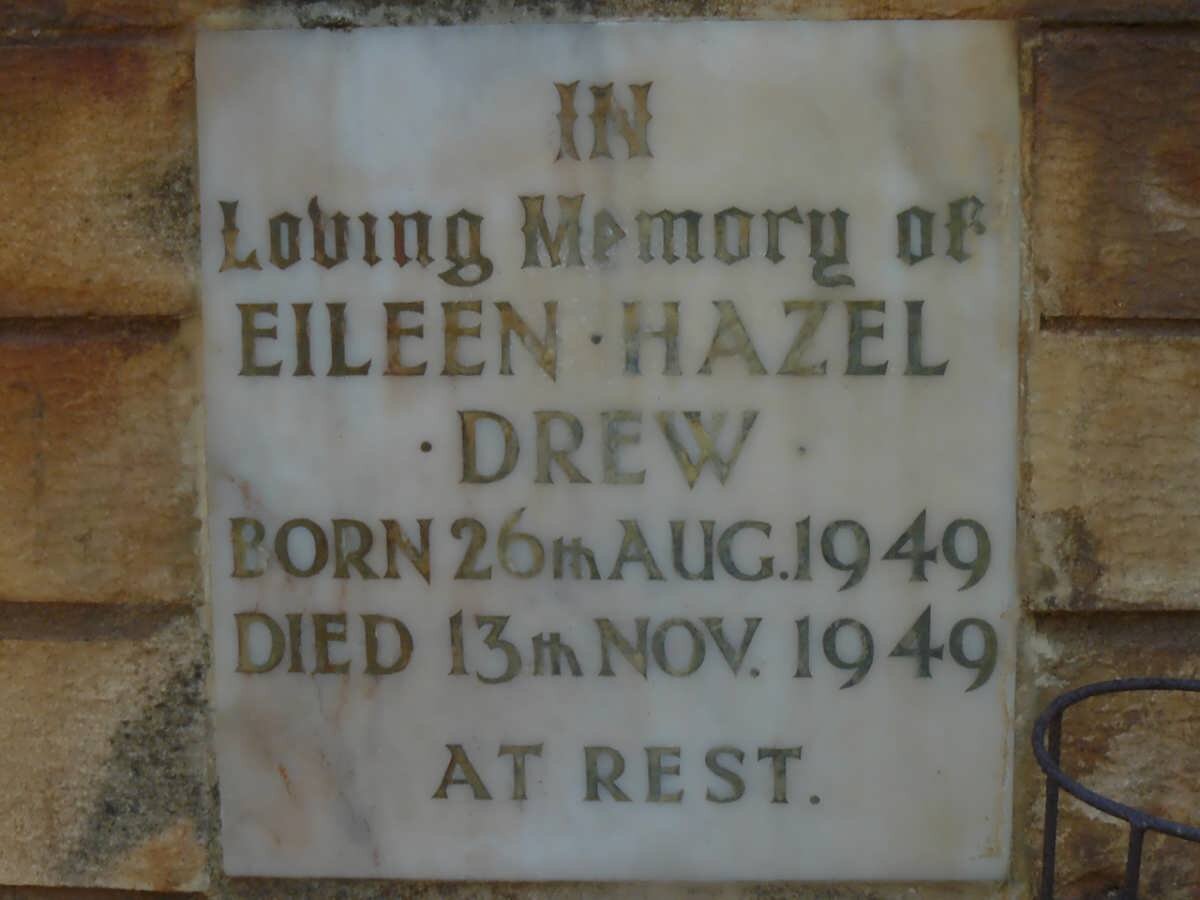 IN
Loving Memory of
EILEEN · HAZEL
· DREW ·
BORN 26th AUG. 1949
DIED 13th NOV. 1949
AT REST.